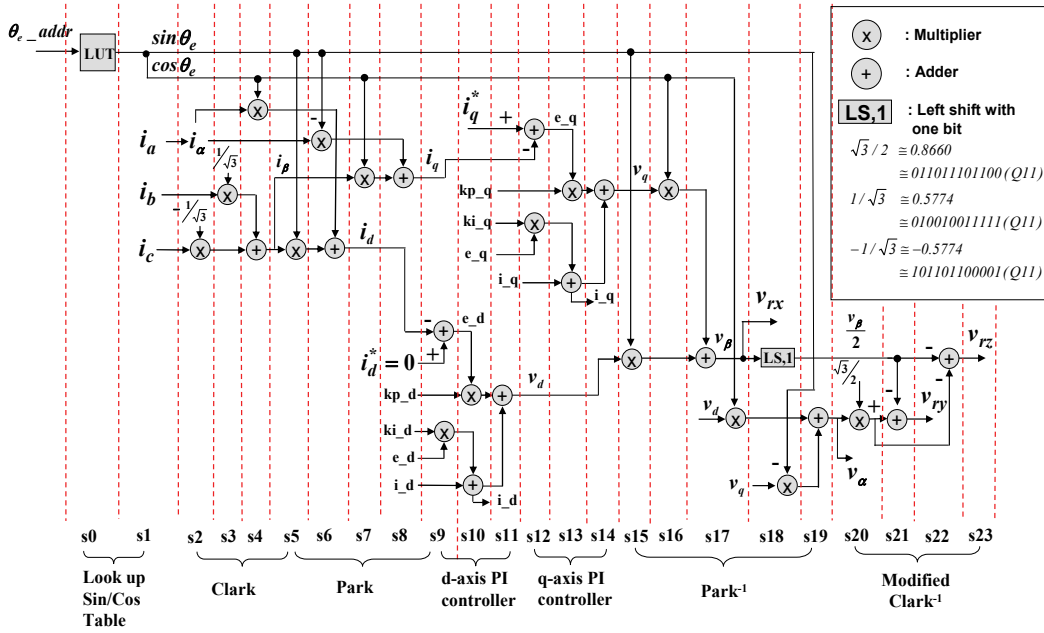 θe_addr
LUT
sinθe
cosθe
x : Multiplier
+ : Adder
LS,1 : Left shift with
one bit
√3 / 2 ≅ 0.8660
≅ 011011101100 (Q11)
1/√3 ≅ 0.5774
≅ 010010011111 (Q11)
-1/√3 ≅ -0.5774
≅ 101101100001 (Q11)
x
-
x
ia
iα
1/√3
iβ
x
+
iq
ib
x
-1/√3
ic
x
+
x
+
id
i*q
+
-
+
e_q
kp_q
x
+
vq
x
ki_q
x
e_q
i_q
+
i_q
-
+
e_d
i*d = 0
+
kp_d
x
+
vd
ki_d
x
e_d
i_d
+
i_d
x
+
vβ
vrx
LS,1
vβ
2
-
+
vrz
-
√3/2
vd
x
+
x
+
-
+
vry
vα
-
vq
x
s0 s1 s2 s3 s4 s5 s6 s7 s8 s9 s10 s11 s12 s13 s14 s15 s16 s17 s18 s19 s20 s21 s22 s23
Look up
Sin/Cos
Table
Clark
Park
d-axis PI
controller
q-axis PI
controller
Park-1
Modified
Clark-1